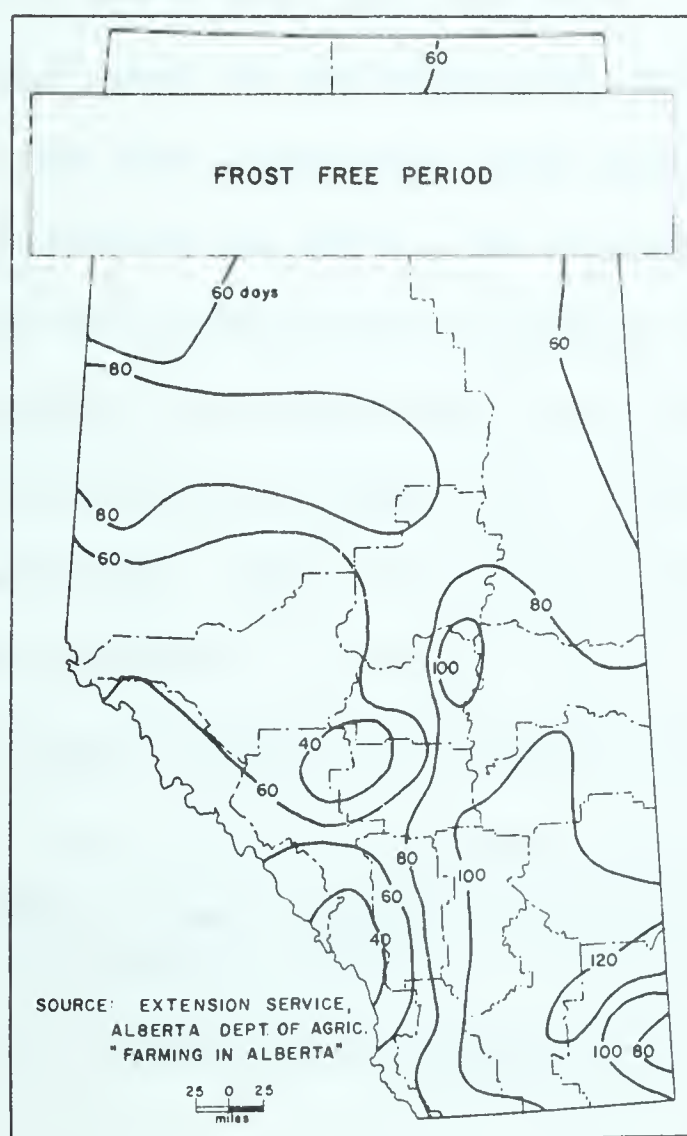 60
FROST FREE PERIOD
60 days
60
80
80
60
80
100
40
60
80
60
100
40
120
SOURCE: EXTENSION SERVICE,
ALBERTA DEPT. OF AGRIC.
"FARMING IN ALBERTA"
100 80
25 0 25
miles